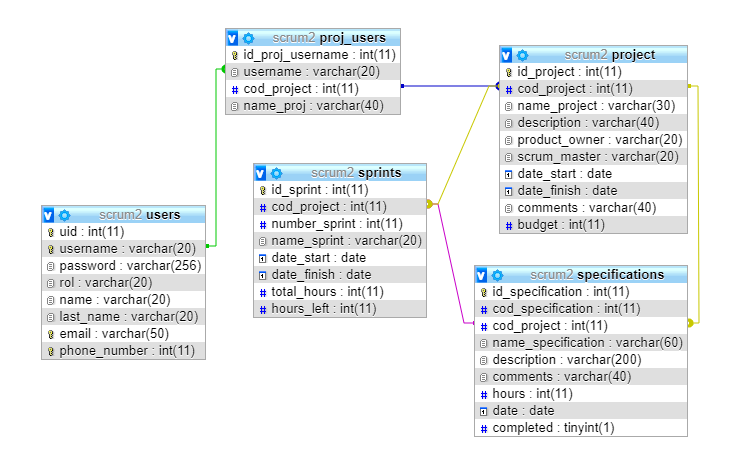 scrum2 proj_users
id_proj_username : int(11)
username : varchar(20)
cod_project : int(11)
name_proj : varchar(40)
scrum2 project
id_project : int(11)
cod_project : int(11)
name_project : varchar(30)
description : varchar(40)
product_owner : varchar(20)
scrum_master : varchar(20)
date_start : date
date_finish : date
comments : varchar(40)
budget : int(11)
scrum2 sprints
id_sprint : int(11)
cod_project : int(11)
number_sprint : int(11)
name_sprint : varchar(20)
date_start : date
date_finish : date
total_hours : int(11)
hours_left : int(11)
scrum2 users
uid : int(11)
username : varchar(20)
password : varchar(256)
rol : varchar(20)
name : varchar(20)
last_name : varchar(20)
email : varchar(50)
phone_number : int(11)
scrum2 specifications
id_specification : int(11)
cod_specification : int(11)
cod_project : int(11)
name_specification : varchar(60)
description : varchar(200)
comments : varchar(40)
hours : int(11)
date : date
completed : tinyint(1)